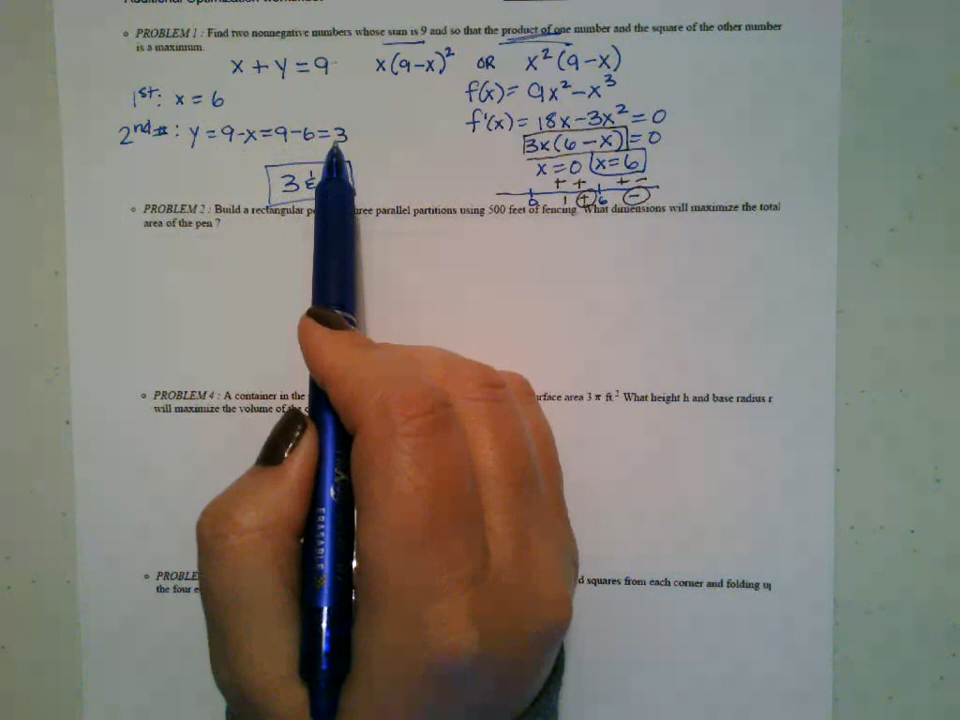 Additional Optimization worksheet
PROBLEM 1 : Find two nonnegative numbers whose sum is 9 and so that the product of one number and the square of the other number
is a maximum.
x + y = 9 x(9-x)² OR x²(9-x)
1st: x = 6 f(x) = 9x² - x³
2nd #: y = 9-x = 9-6 = 3 f'(x) = 18x - 3x² = 0
3x(6-x) = 0
x=0 x=6
3 &
+ + + -
0 1 + 6 -
PROBLEM 2 : Build a rectangular three parallel partitions using 500 feet of fencing. What dimensions will maximize the total
area of the pen ?
PROBLEM 4 : A container in the surface area 3 π ft.² What height h and base radius r
will maximize the volume of the
PROBLE squares from each corner and folding up
the four
ERASABLE